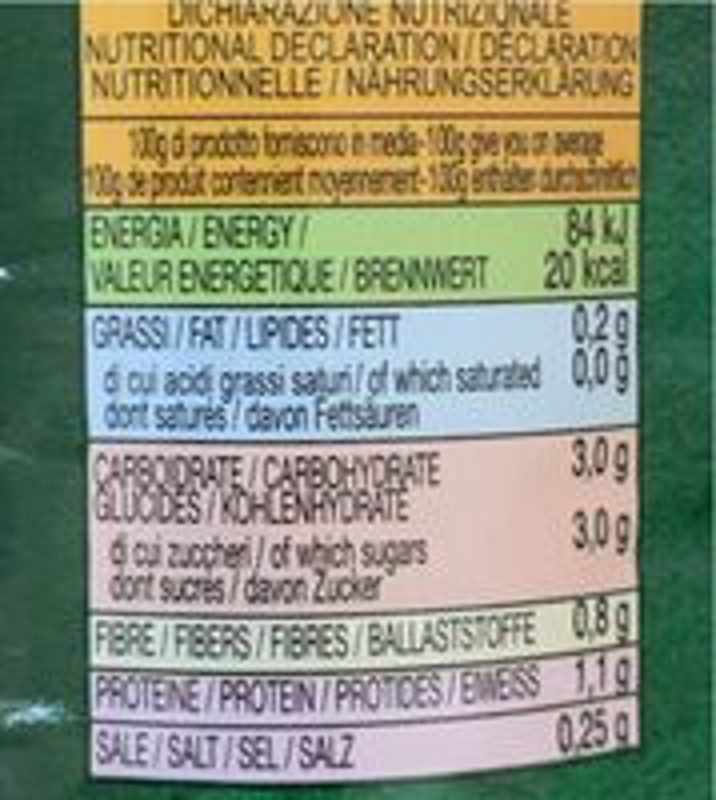 DICHIARAZIONE NUTRIZIONALE
NUTRITIONAL DECLARATION / DÉCLARATION
NUTRITIONNELLE / NÄHRUNGSERKLÄRUNG
100g di prodotto forniscono in media - 100g give you on average
100g de produit contiennent moyennement - 100g enthalten durchschnittlich
ENERGIA / ENERGY / 84 kJ
VALEUR ENERGETIQUE / BRENNWERT 20 kcal
GRASSI / FAT / LIPIDES / FETT 0,2 g
di cui acidi grassi saturi / of which saturated 0,0 g
dont saturés / davon Fettsäuren
CARBOIDRATE / CARBOHYDRATE 3,0 g
GLUCIDES / KOHLENHYDRATE
di cui zuccheri / of which sugars 3,0 g
dont sucres / davon Zucker
FIBRE / FIBERS / FIBRES / BALLASTSTOFFE 0,8 g
PROTEINE / PROTEIN / PROTIDES / EIWEISS 1,1 g
SALE / SALT / SEL / SALZ 0,25 g